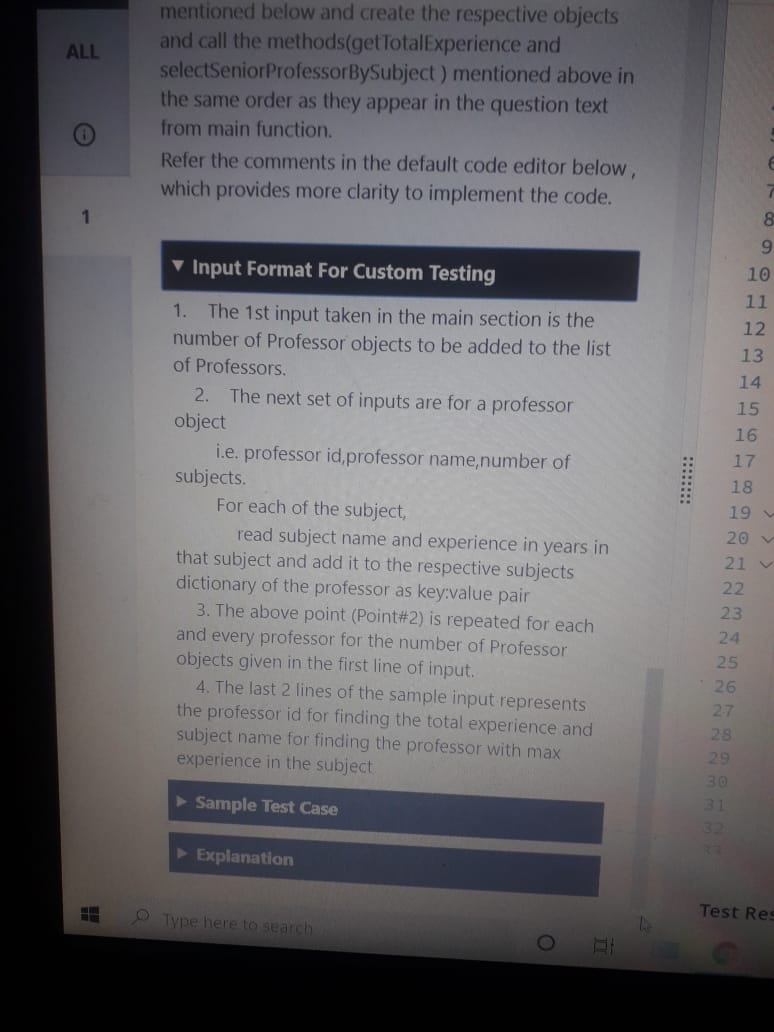 mentioned below and create the respective objects
ALL
and call the methods(getTotalExperience and
selectSeniorProfessorBySubject ) mentioned above in
the same order as they appear in the question text
from main function.
Refer the comments in the default code editor below ,
which provides more clarity to implement the code.
1
▼ Input Format For Custom Testing
1. The 1st input taken in the main section is the
number of Professor objects to be added to the list
of Professors.
2. The next set of inputs are for a professor
object
i.e. professor id,professor name,number of
subjects.
For each of the subject,
read subject name and experience in years in
that subject and add it to the respective subjects
dictionary of the professor as key:value pair
3. The above point (Point#2) is repeated for each
and every professor for the number of Professor
objects given in the first line of input.
4. The last 2 lines of the sample input represents
the professor id for finding the total experience and
subject name for finding the professor with max
experience in the subject
▶ Sample Test Case
▶ Explanation
Type here to search
7
8
9
10
11
12
13
14
15
16
17
18
19
20
21
22
23
24
25
26
27
28
29
30
31
32
33
Test Res